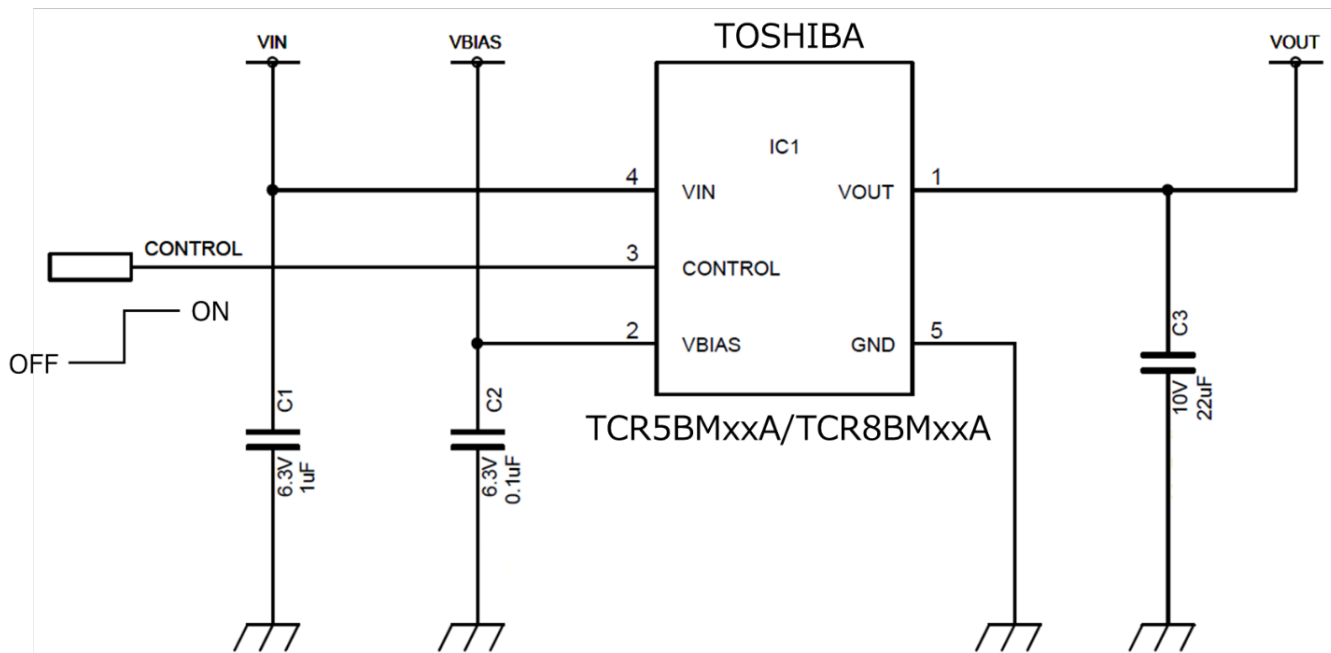 VIN
VBIAS
TOSHIBA
VOUT
IC1
4
VIN
VOUT
1
CONTROL
3
CONTROL
ON
OFF
2
VBIAS
GND
5
C1
6.3V
1uF
C2
6.3V
0.1uF
C3
10V
22uF
TCR5BMxxA/TCR8BMxxA